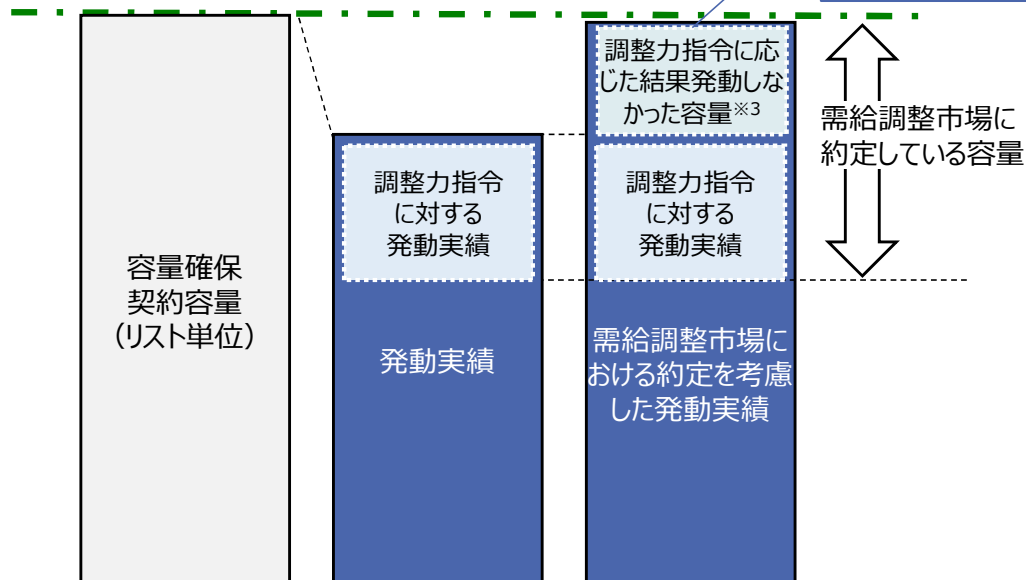 容量確保
契約容量
(リスト単位)
調整力指令
に対する
発動実績
発動実績
調整力指令に応
じた結果発動しな
かった容量※3
調整力指令
に対する
発動実績
需給調整市場に
おける約定を考慮
した発動実績
需給調整市場に
約定している容量